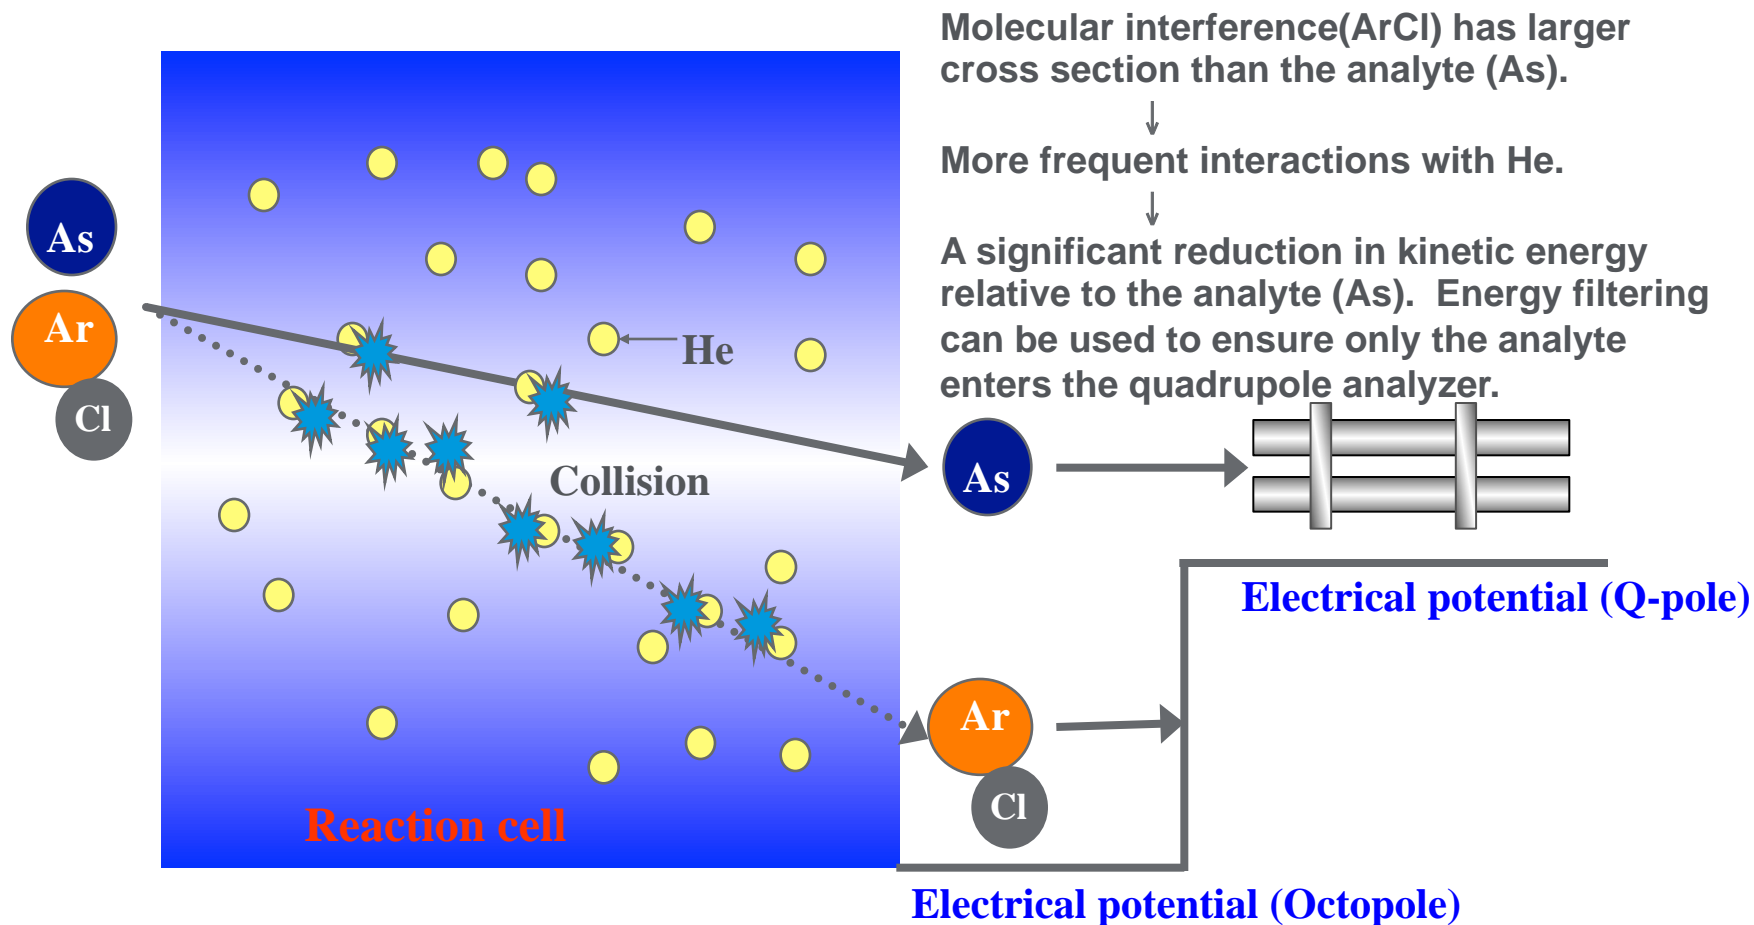 Molecular interference(ArCl) has larger
cross section than the analyte (As).
More frequent interactions with He.
A significant reduction in kinetic energy
relative to the analyte (As).  Energy filtering
can be used to ensure only the analyte
enters the quadrupole analyzer.
As
Ar
Cl
He
Collision
As
Electrical potential (Q-pole)
Ar
Cl
Reaction cell
Electrical potential (Octopole)